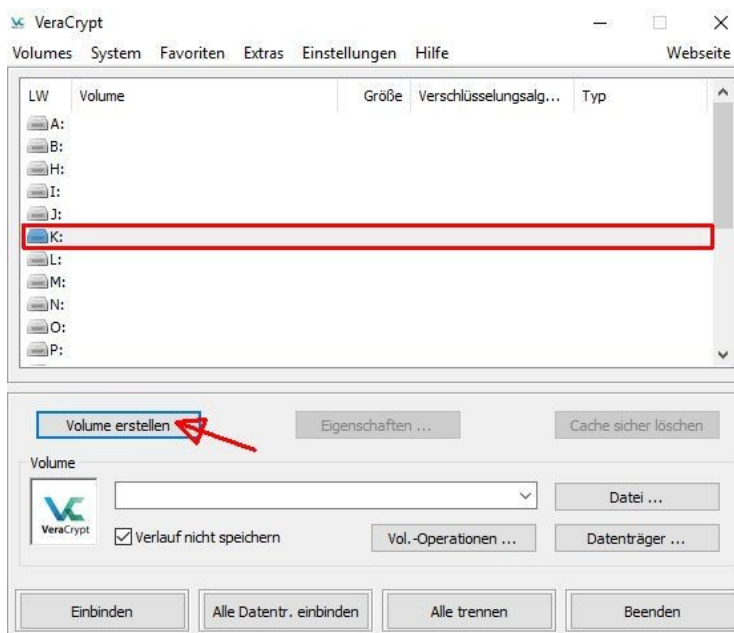 VeraCrypt
Volumes System Favoriten Extras Einstellungen Hilfe Webseite
LW Volume Größe Verschlüsselungsalg... Typ
A:
B:
H:
I:
J:
K:
L:
M:
N:
O:
P:
Volume erstellen Eigenschaften ... Cache sicher löschen
Volume
VeraCrypt
Datei ...
Verlauf nicht speichern Vol.-Operationen ... Datenträger ...
Einbinden Alle Datentr. einbinden Alle trennen Beenden